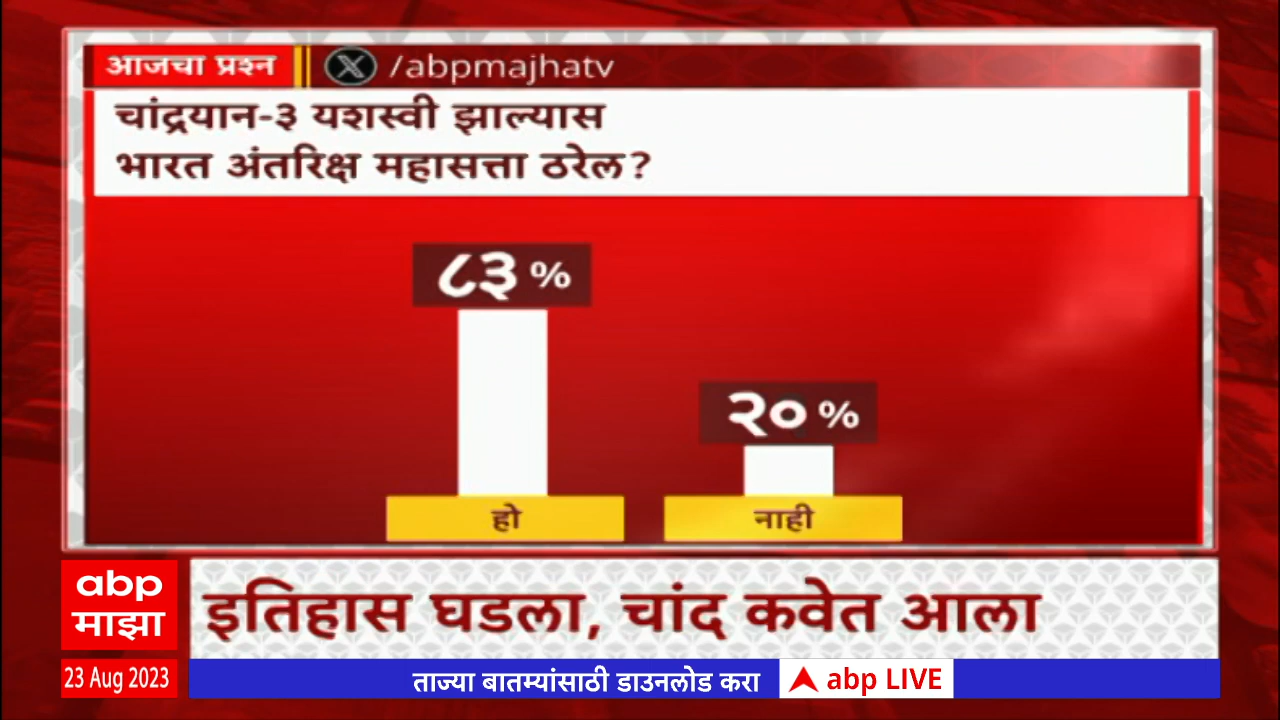 आजचा प्रश्न
/abpmajhatv
चांद्रयान-३ यशस्वी झाल्यास
भारत अंतरिक्ष महासत्ता ठरेल?
८३ %
२० %
हो
नाही
abp
माझा
इतिहास घडला, चांद कवेत आला
23 Aug 2023
ताज्या बातम्यांसाठी डाउनलोड करा
abp LIVE